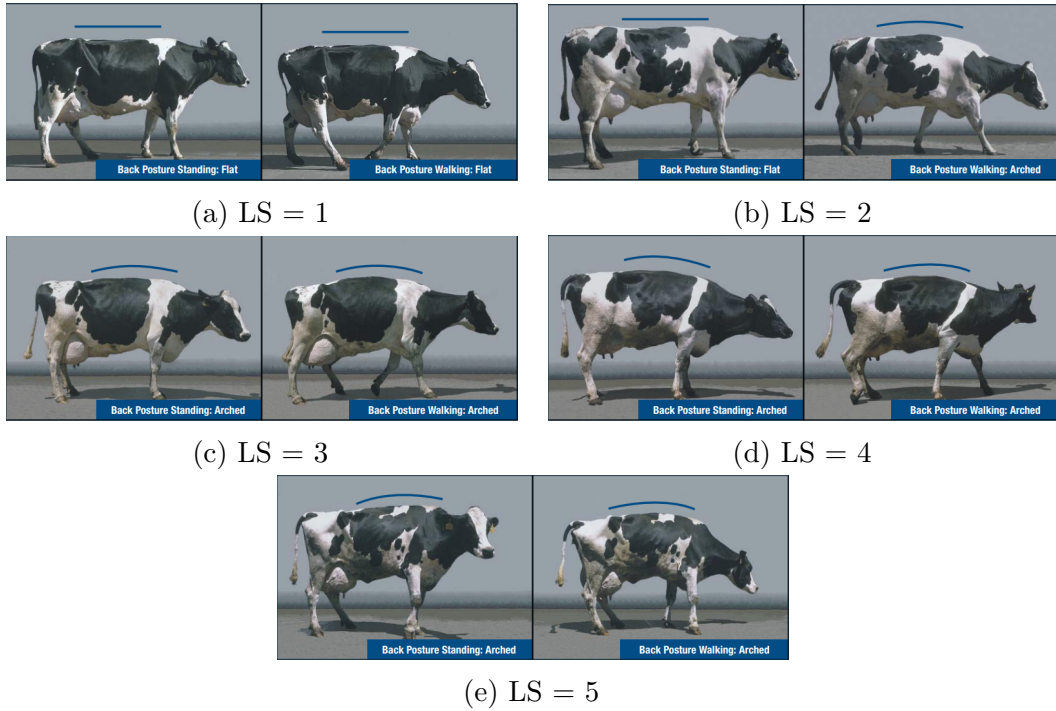 Back Posture Standing: Flat
Back Posture Walking: Flat
(a) LS = 1
Back Posture Standing: Flat
Back Posture Walking: Arched
(b) LS = 2
Back Posture Standing: Arched
Back Posture Walking: Arched
(c) LS = 3
Back Posture Standing: Arched
Back Posture Walking: Arched
(d) LS = 4
Back Posture Standing: Arched
Back Posture Walking: Arched
(e) LS = 5